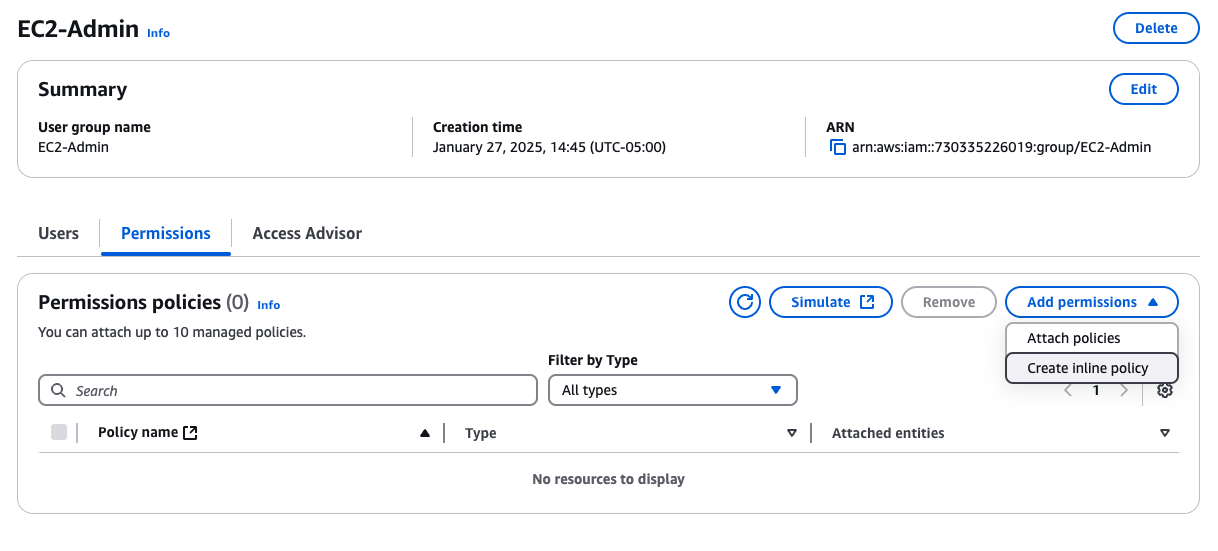 EC2-Admin Info
Delete
Summary
Edit
User group name
EC2-Admin
Creation time
January 27, 2025, 14:45 (UTC-05:00)
ARN
arn:aws:iam::730335226019:group/EC2-Admin
Users
Permissions
Access Advisor
Permissions policies (0) Info
You can attach up to 10 managed policies.
Simulate
Remove
Add permissions
Attach policies
Create inline policy
Filter by Type
Search
All types
1
Policy name
Type
Attached entities
No resources to display